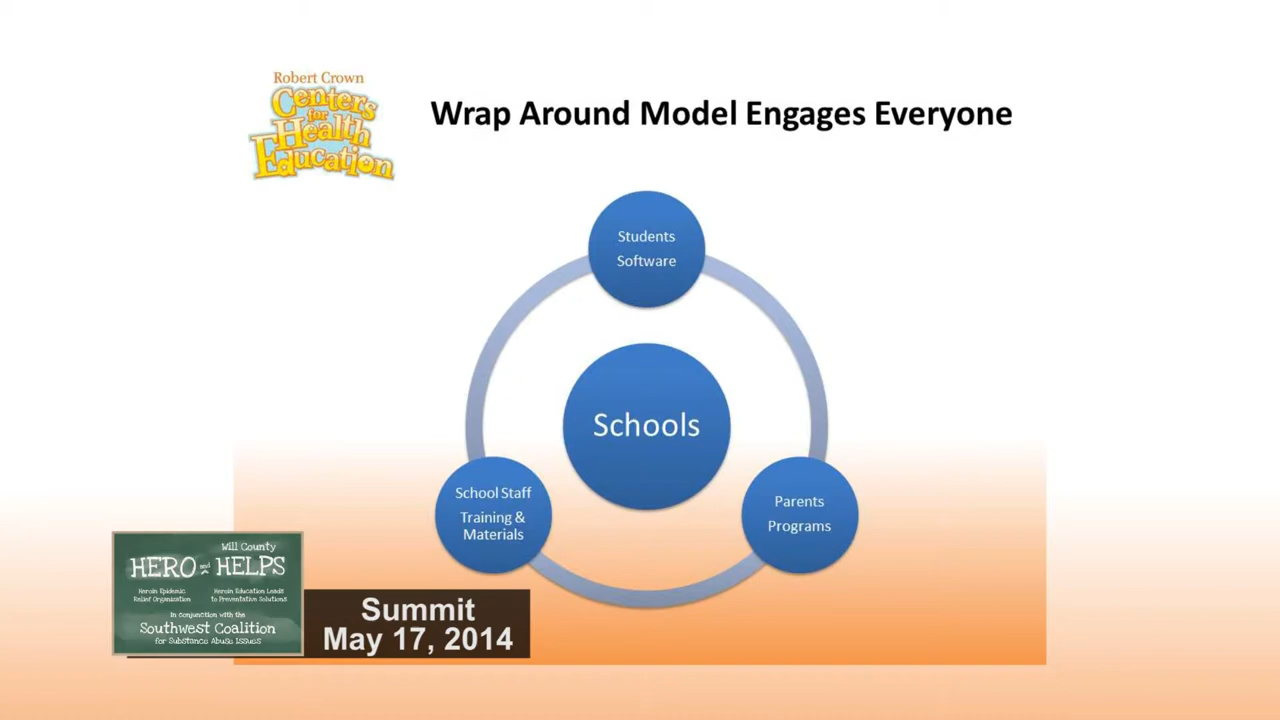 Robert Crown
Centers
for
Health
Education
Wrap Around Model Engages Everyone
Students
Software
Schools
School Staff
Training &
Materials
Parents
Programs
Will County
HERO and HELPS
Heroin Epidemic
Relief Organization
Heroin Education Leads
to Preventative Solutions
In conjunction with the
Southwest Coalition
for Substance Abuse Issues
Summit
May 17, 2014